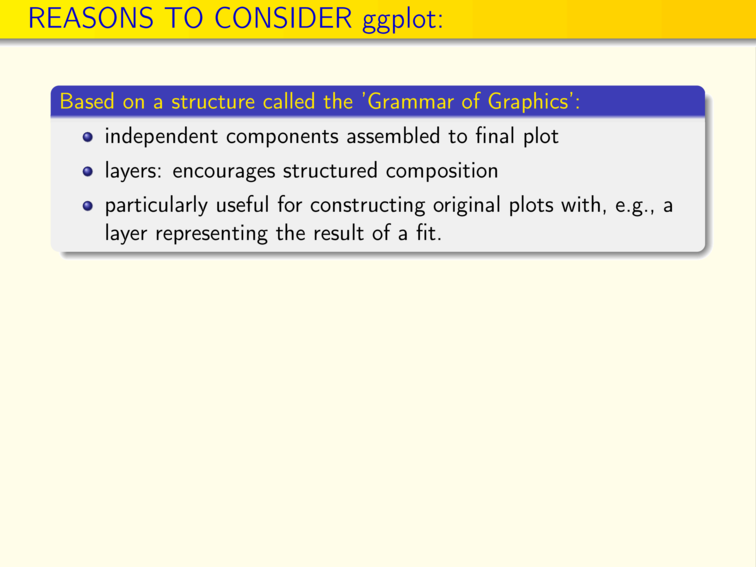 REASONS TO CONSIDER ggplot:
Based on a structure called the 'Grammar of Graphics':
independent components assembled to final plot
layers: encourages structured composition
particularly useful for constructing original plots with, e.g., a
layer representing the result of a fit.